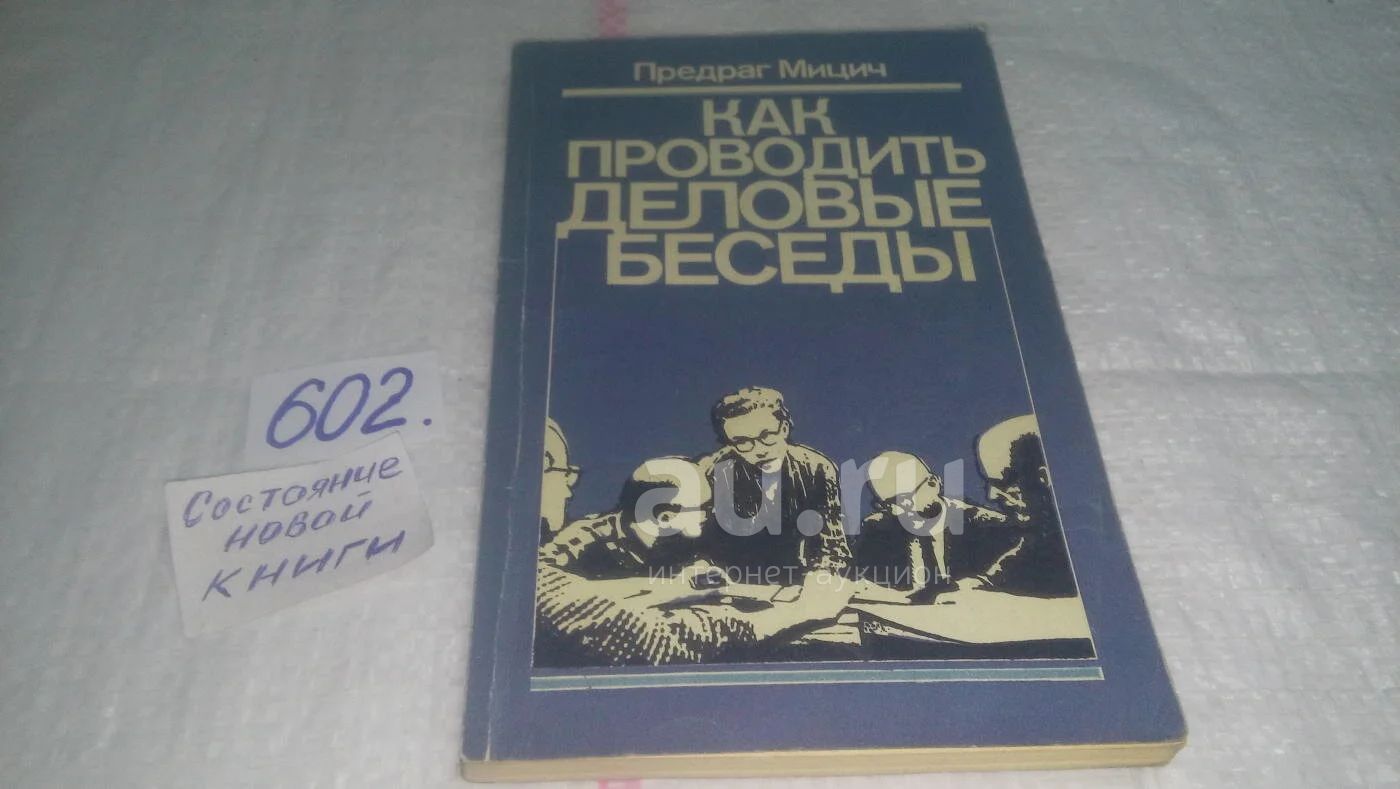 Предраг Мицич
КАК
ПРОВОДИТЬ
ДЕЛОВЫЕ
БЕСЕДЫ
602.
Состояние
новой
книги
au.ru
интернет-аукцион